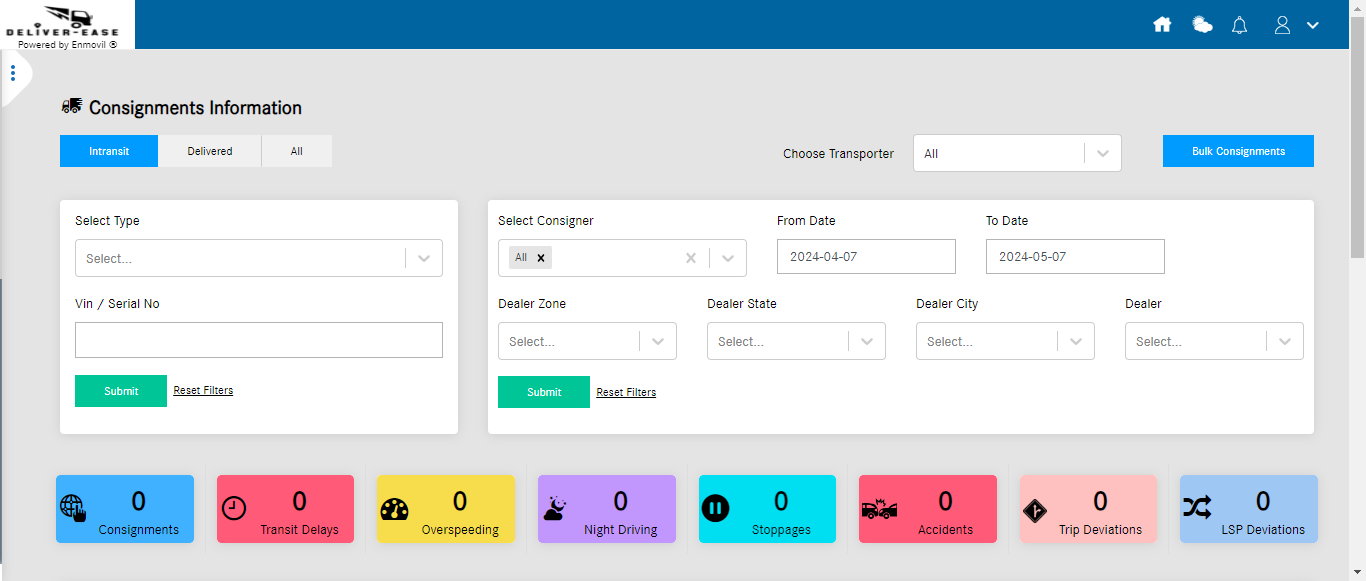 DELIVER-EASE
Powered by Enmovil ®
Consignments Information
Intransit Delivered All
Choose Transporter All Bulk Consignments
Select Type
Select...
Vin / Serial No
Submit Reset Filters
Select Consigner From Date To Date
All 2024-04-07 2024-05-07
Dealer Zone Dealer State Dealer City Dealer
Select... Select... Select... Select...
Submit Reset Filters
0 0 0 0 0 0 0 0
Consignments Transit Delays Overspeeding Night Driving Stoppages Accidents Trip Deviations LSP Deviations